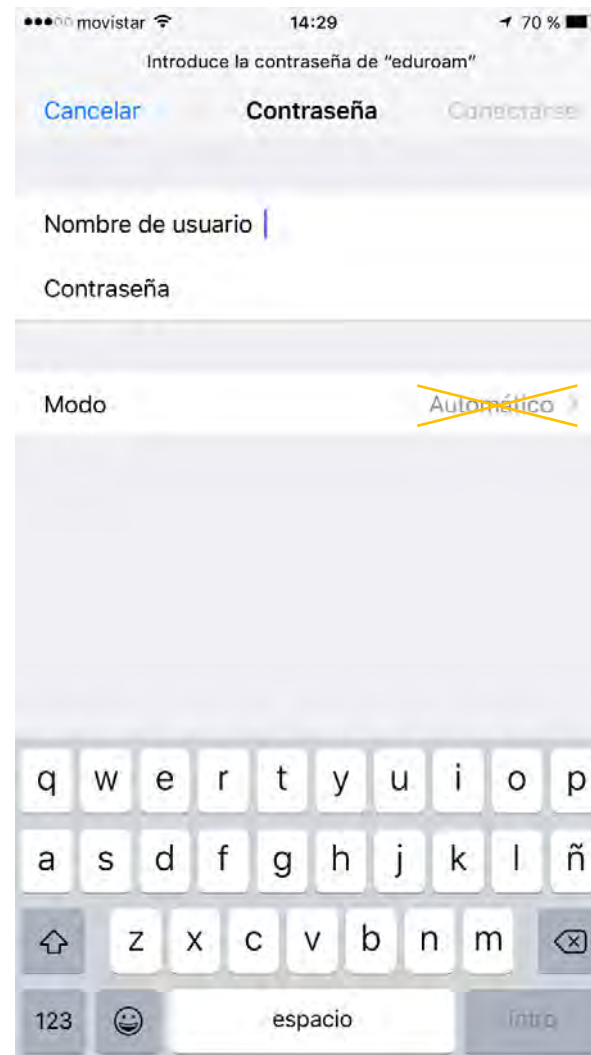 movistar 14:29 70 %
Introduce la contraseña de “eduroam”
Cancelar Contraseña Conectarse
Nombre de usuario
Contraseña
Modo Automático
q w e r t y u i o p
a s d f g h j k l ñ
z x c v b n m
123 espacio intro